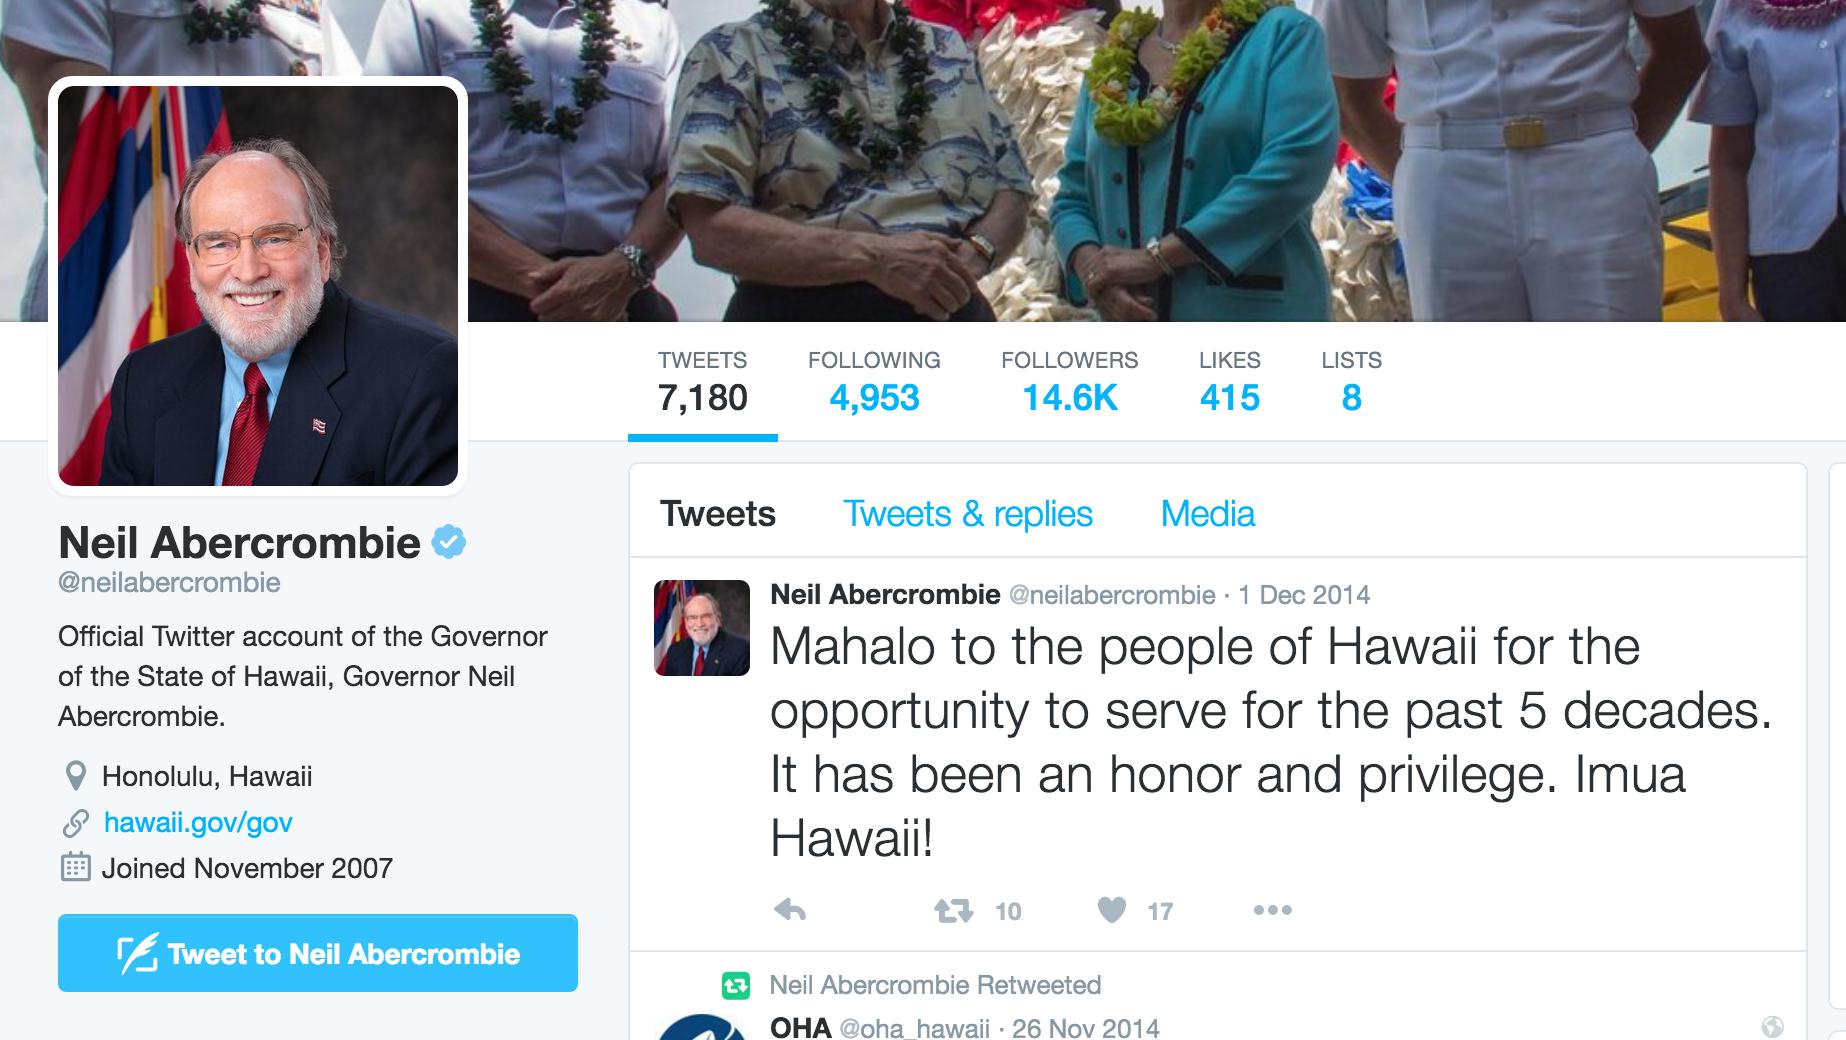 TWEETS
7,180
FOLLOWING
4,953
FOLLOWERS
14.6K
LIKES
415
LISTS
8
Neil Abercrombie
@neilabercrombie
Official Twitter account of the Governor
of the State of Hawaii, Governor Neil
Abercrombie.
Honolulu, Hawaii
hawaii.gov/gov
Joined November 2007
Tweet to Neil Abercrombie
Tweets Tweets & replies Media
Neil Abercrombie @neilabercrombie · 1 Dec 2014
Mahalo to the people of Hawaii for the
opportunity to serve for the past 5 decades.
It has been an honor and privilege. Imua
Hawaii!
10 17
Neil Abercrombie Retweeted
OHA @oha_hawaii · 26 Nov 2014